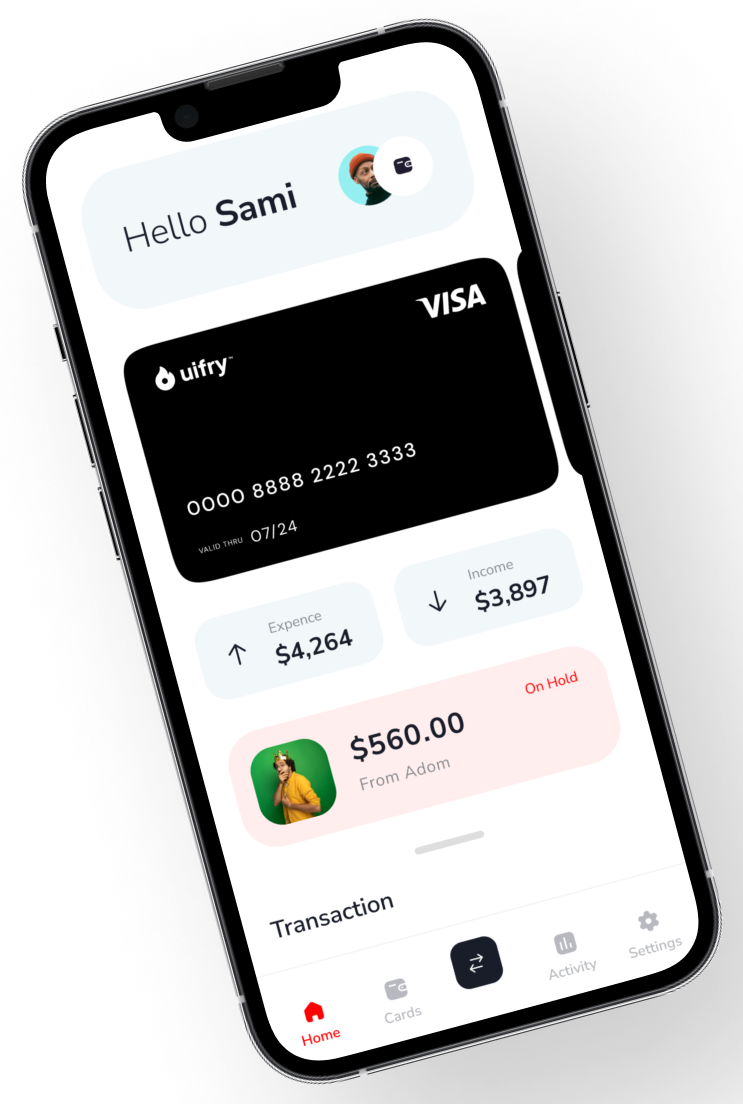 Hello Sami
VISA
uifry™
0000 8888 2222 3333
VALID THRU 07/24
Expence
$4,264
Income
$3,897
On Hold
$560.00
From Adom
Transaction
Home
Cards
Activity
Settings